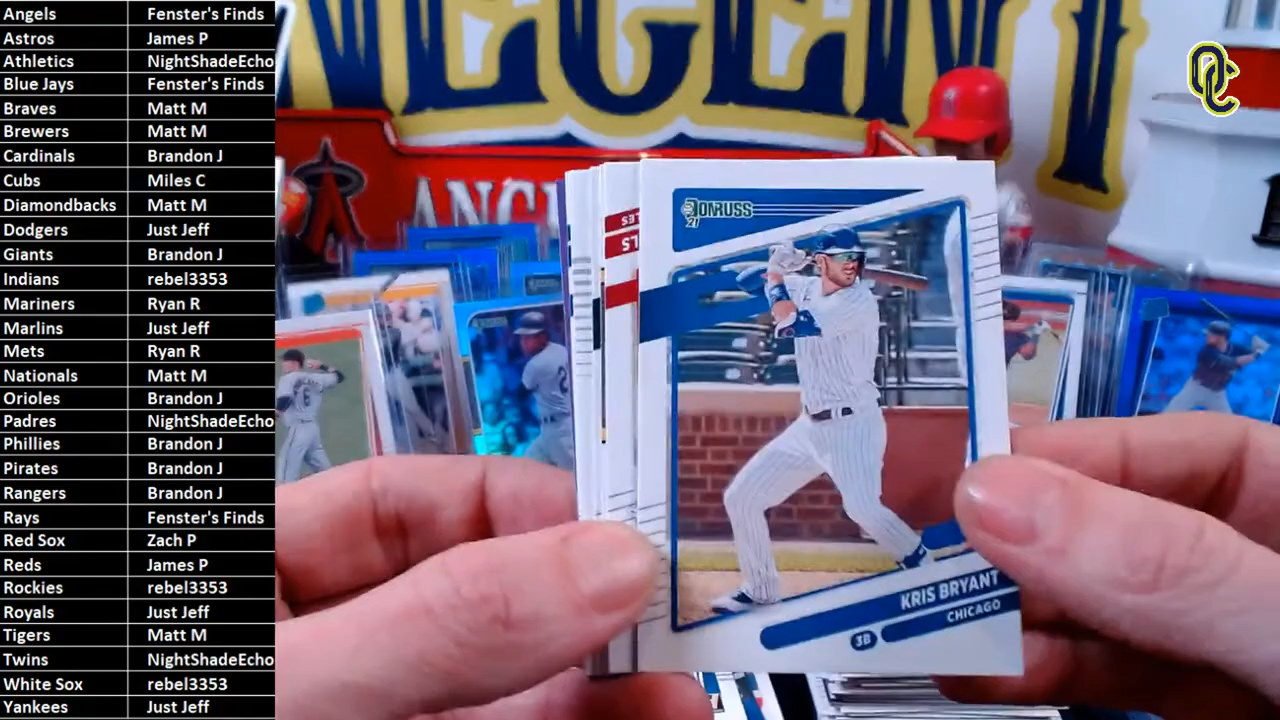 Angels Fenster's Finds
Astros James P
Athletics NightShadeEcho
Blue Jays Fenster's Finds
Braves Matt M
Brewers Matt M
Cardinals Brandon J
Cubs Miles C
Diamondbacks Matt M
Dodgers Just Jeff
Giants Brandon J
Indians rebel3353
Mariners Ryan R
Marlins Just Jeff
Mets Ryan R
Nationals Matt M
Orioles Brandon J
Padres NightShadeEcho
Phillies Brandon J
Pirates Brandon J
Rangers Brandon J
Rays Fenster's Finds
Red Sox Zach P
Reds James P
Rockies rebel3353
Royals Just Jeff
Tigers Matt M
Twins NightShadeEcho
White Sox rebel3353
Yankees Just Jeff
OC
ANG
DONRUSS
21
KRIS BRYANT
3B CHICAGO